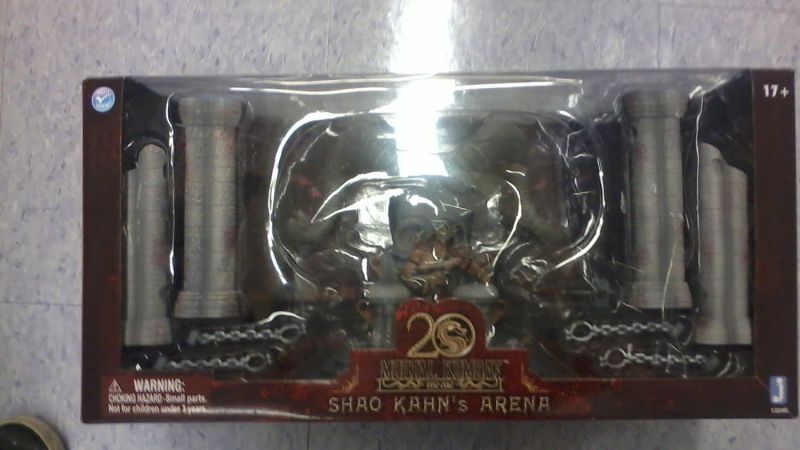 17+
20
MORTAL KOMBAT
SHAO KAHN'S ARENA
WARNING:
CHOKING HAZARD-Small parts.
Not for children under 3 years.
J